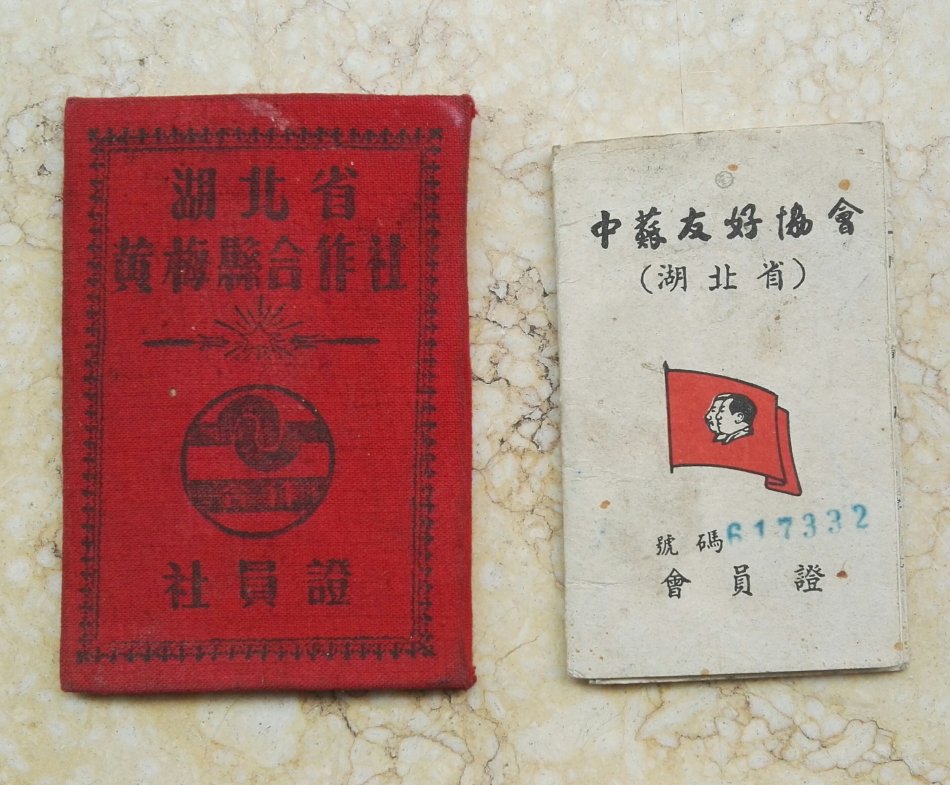 湖北省
黄梅縣合作社
社員證
中蘇友好協會
(湖北省)
號碼617332
會員證